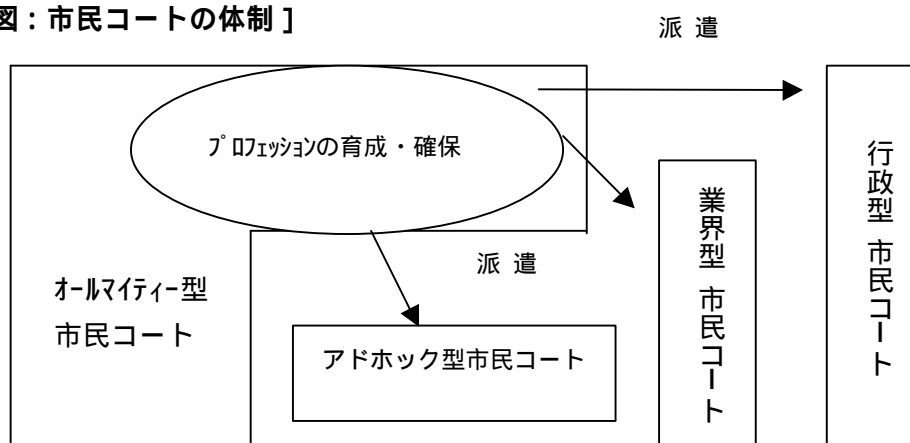 図：市民コートの体制］
派 遣
ﾌﾟﾛﾌｪｯｼｮﾝの育成・確保
行政型 市民コート
業界型 市民コート
派 遣
ｵｰﾙﾏｲﾃｨｰ型
市民コート
アドホック型市民コート